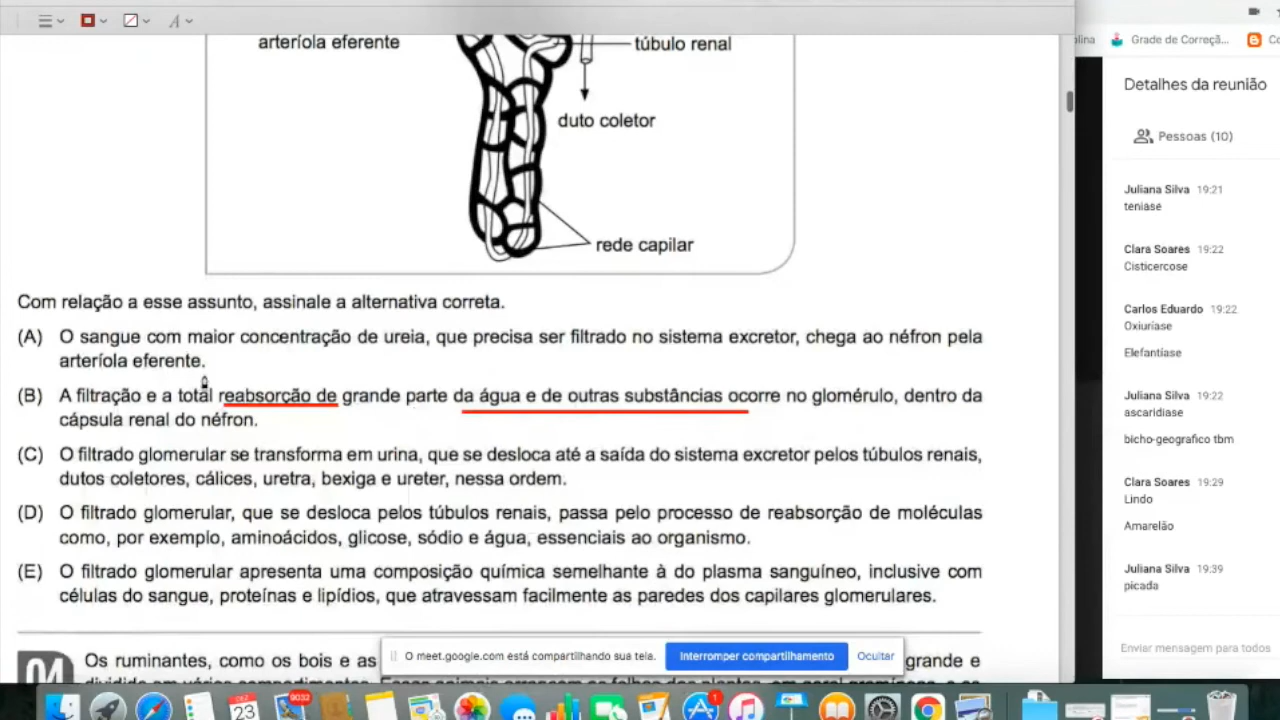 arteríola eferente
túbulo renal
duto coletor
rede capilar
Com relação a esse assunto, assinale a alternativa correta.
(A) O sangue com maior concentração de ureia, que precisa ser filtrado no sistema excretor, chega ao néfron pela
arteríola eferente.
(B) A filtração e a total reabsorção de grande parte da água e de outras substâncias ocorre no glomérulo, dentro da
cápsula renal do néfron.
(C) O filtrado glomerular se transforma em urina, que se desloca até a saída do sistema excretor pelos túbulos renais,
dutos coletores, cálices, uretra, bexiga e ureter, nessa ordem.
(D) O filtrado glomerular, que se desloca pelos túbulos renais, passa pelo processo de reabsorção de moléculas
como, por exemplo, aminoácidos, glicose, sódio e água, essenciais ao organismo.
(E) O filtrado glomerular apresenta uma composição química semelhante à do plasma sanguíneo, inclusive com
células do sangue, proteínas e lipídios, que atravessam facilmente as paredes dos capilares glomerulares.
04 Os ruminantes, como os bois e as
grande e
O meet.google.com está compartilhando sua tela.
Interromper compartilhamento
Ocultar
Grade de Correçã...
Detalhes da reunião
Pessoas (10)
Juliana Silva 19:21
teniase
Clara Soares 19:22
Cisticercose
Carlos Eduardo 19:22
Oxiuríase
Elefantíase
Juliana Silva 19:22
ascaridiase
bicho-geografico tbm
Clara Soares 19:29
Lindo
Amarelão
Juliana Silva 19:39
picada
Enviar mensagem para todos
23
9032
1